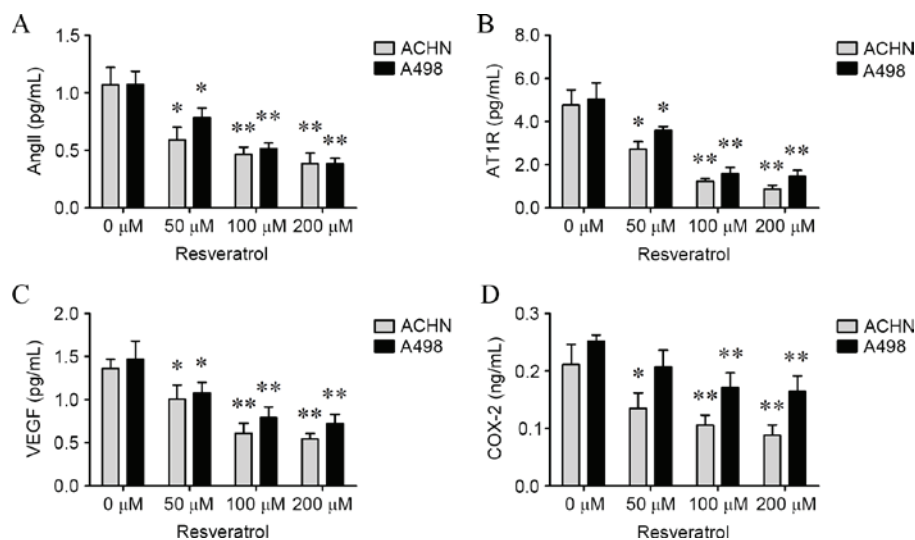 A
AngII (pg/mL)
1.5
1.0
0.5
0.0
* * ** ** ** **
0 μM 50 μM 100 μM 200 μM
Resveratrol
ACHN
A498
B
AT1R (pg/mL)
8.0
6.0
4.0
2.0
0.0
* * ** ** ** **
0 μM 50 μM 100 μM 200 μM
Resveratrol
ACHN
A498
C
VEGF (pg/mL)
2.0
1.5
1.0
0.5
0.0
* * ** ** ** **
0 μM 50 μM 100 μM 200 μM
Resveratrol
ACHN
A498
D
COX-2 (ng/mL)
0.3
0.2
0.1
0.0
* ** ** ** **
0 μM 50 μM 100 μM 200 μM
Resveratrol
ACHN
A498